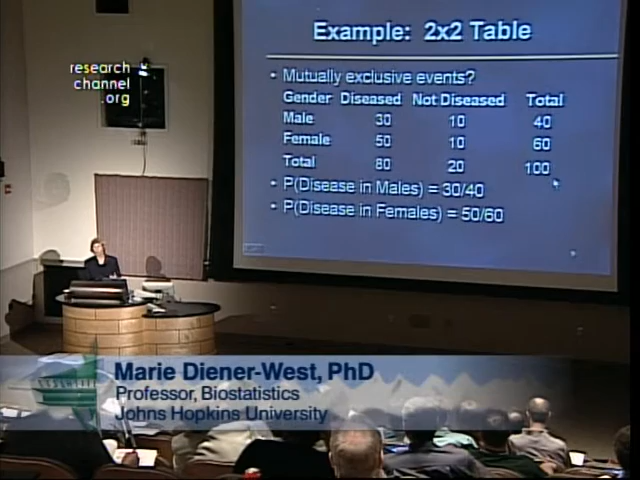 Example: 2x2 Table
research
channel
.org
• Mutually exclusive events?
Gender Diseased Not Diseased Total
Male 30 10 40
Female 50 10 60
Total 80 20 100
• P(Disease in Males) = 30/40
• P(Disease in Females) = 50/60
Marie Diener-West, PhD
Professor, Biostatistics
Johns Hopkins University